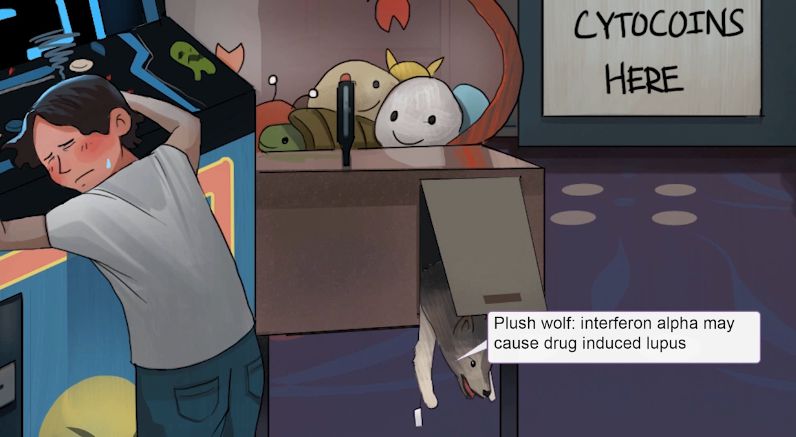 CYTOCOINS
HERE
Plush wolf: interferon alpha may
cause drug induced lupus